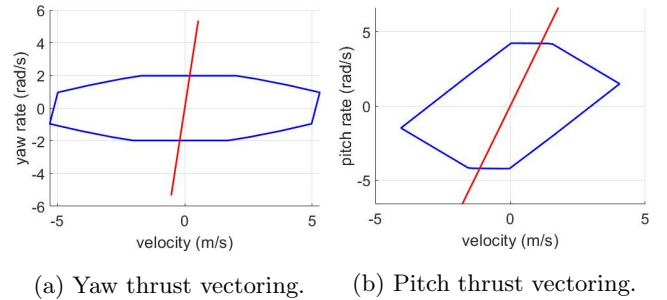 6
4
2
0
-2
-4
-6
yaw rate (rad/s)
-5 0 5
velocity (m/s)
5
0
-5
pitch rate (rad/s)
-5 0 5
velocity (m/s)
(a) Yaw thrust vectoring.
(b) Pitch thrust vectoring.